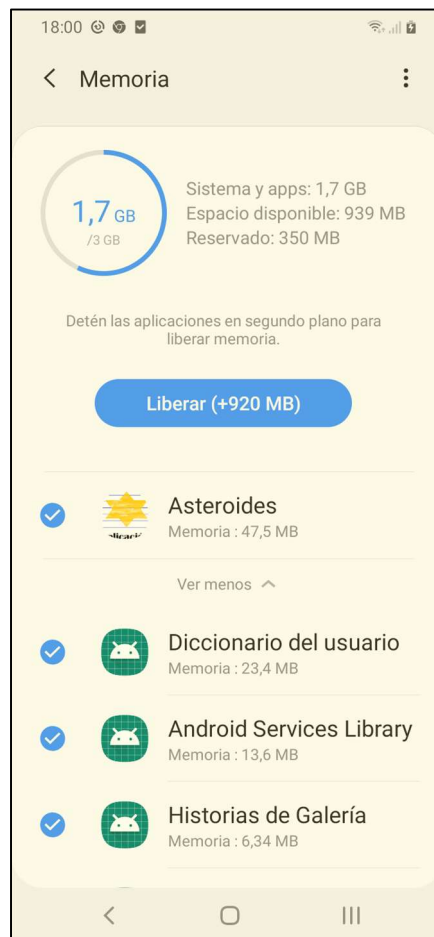 18:00
Memoria
1,7 GB
/3 GB
Sistema y apps: 1,7 GB
Espacio disponible: 939 MB
Reservado: 350 MB
Detén las aplicaciones en segundo plano para
liberar memoria.
Liberar (+920 MB)
Asteroides
Memoria : 47,5 MB
Ver menos
Diccionario del usuario
Memoria : 23,4 MB
Android Services Library
Memoria : 13,6 MB
Historias de Galería
Memoria : 6,34 MB